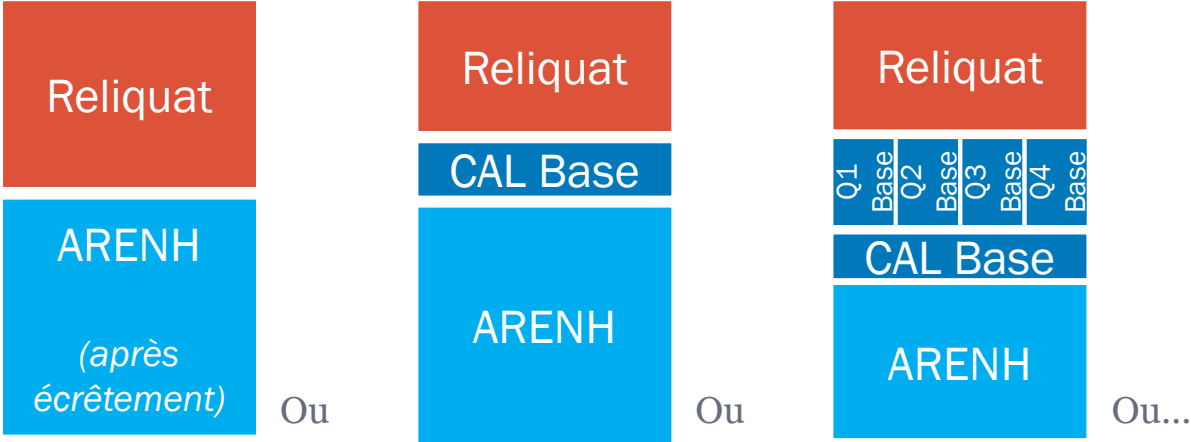 Reliquat
ARENH
(après
écrêtement)
Ou
Reliquat
CAL Base
ARENH
Ou
Reliquat
Q1
Base
Q2
Base
Q3
Base
Q4
Base
CAL Base
ARENH
Ou...